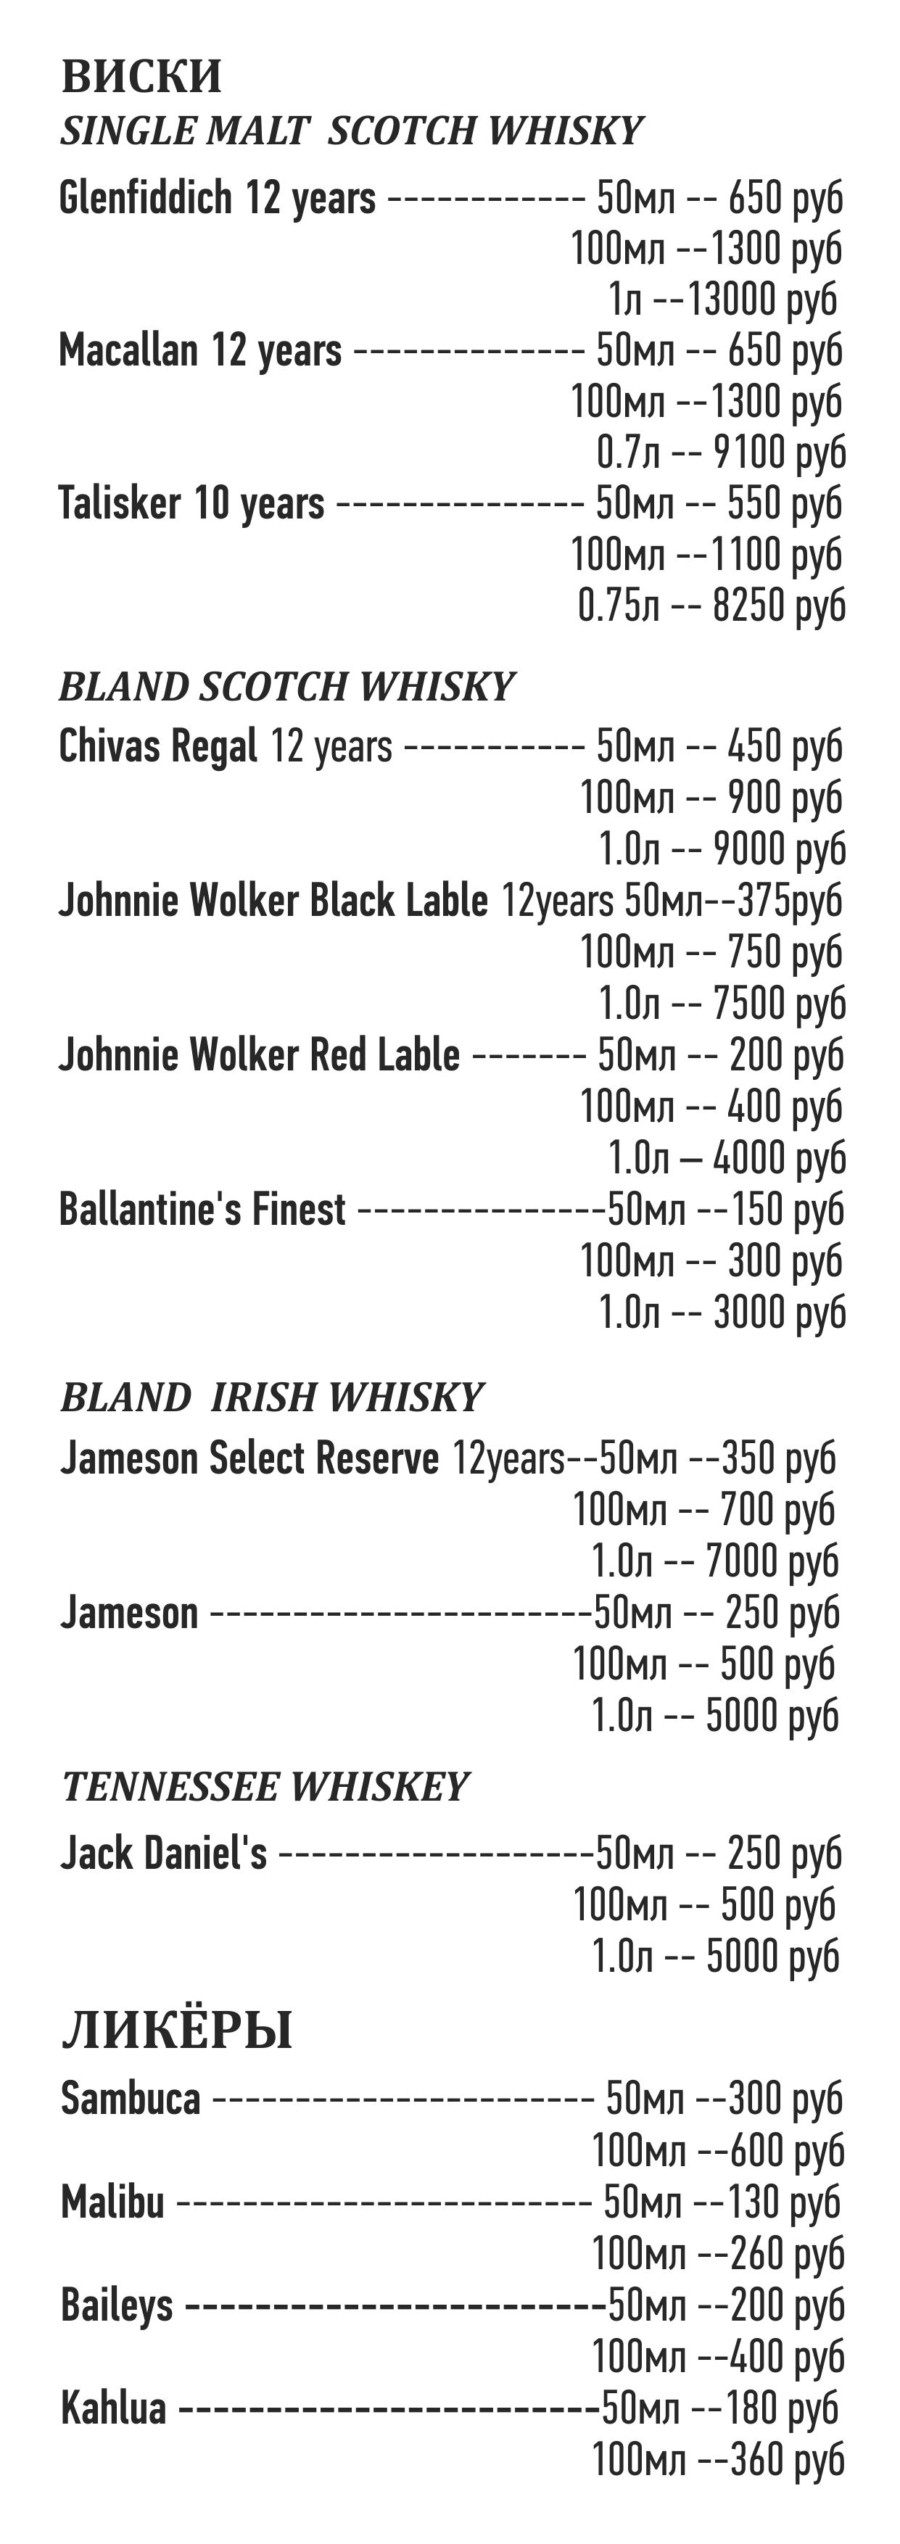 ВИСКИ
SINGLE MALT SCOTCH WHISKY
Glenfiddich 12 years ------------ 50мл -- 650 руб
100мл --1300 руб
1л --13000 руб
Macallan 12 years -------------- 50мл -- 650 руб
100мл --1300 руб
0.7л -- 9100 руб
Talisker 10 years --------------- 50мл -- 550 руб
100мл --1100 руб
0.75л -- 8250 руб
BLAND SCOTCH WHISKY
Chivas Regal 12 years ----------- 50мл -- 450 руб
100мл -- 900 руб
1.0л -- 9000 руб
Johnnie Wolker Black Lable 12years 50мл--375руб
100мл -- 750 руб
1.0л -- 7500 руб
Johnnie Wolker Red Lable ------- 50мл -- 200 руб
100мл -- 400 руб
1.0л – 4000 руб
Ballantine's Finest ---------------50мл --150 руб
100мл -- 300 руб
1.0л -- 3000 руб
BLAND IRISH WHISKY
Jameson Select Reserve 12years--50мл --350 руб
100мл -- 700 руб
1.0л -- 7000 руб
Jameson -----------------------50мл -- 250 руб
100мл -- 500 руб
1.0л -- 5000 руб
TENNESSEE WHISKEY
Jack Daniel's -------------------50мл -- 250 руб
100мл -- 500 руб
1.0л -- 5000 руб
ЛИКЁРЫ
Sambuca ----------------------- 50мл --300 руб
100мл --600 руб
Malibu ------------------------- 50мл --130 руб
100мл --260 руб
Baileys ------------------------50мл --200 руб
100мл --400 руб
Kahlua ------------------------50мл --180 руб
100мл --360 руб